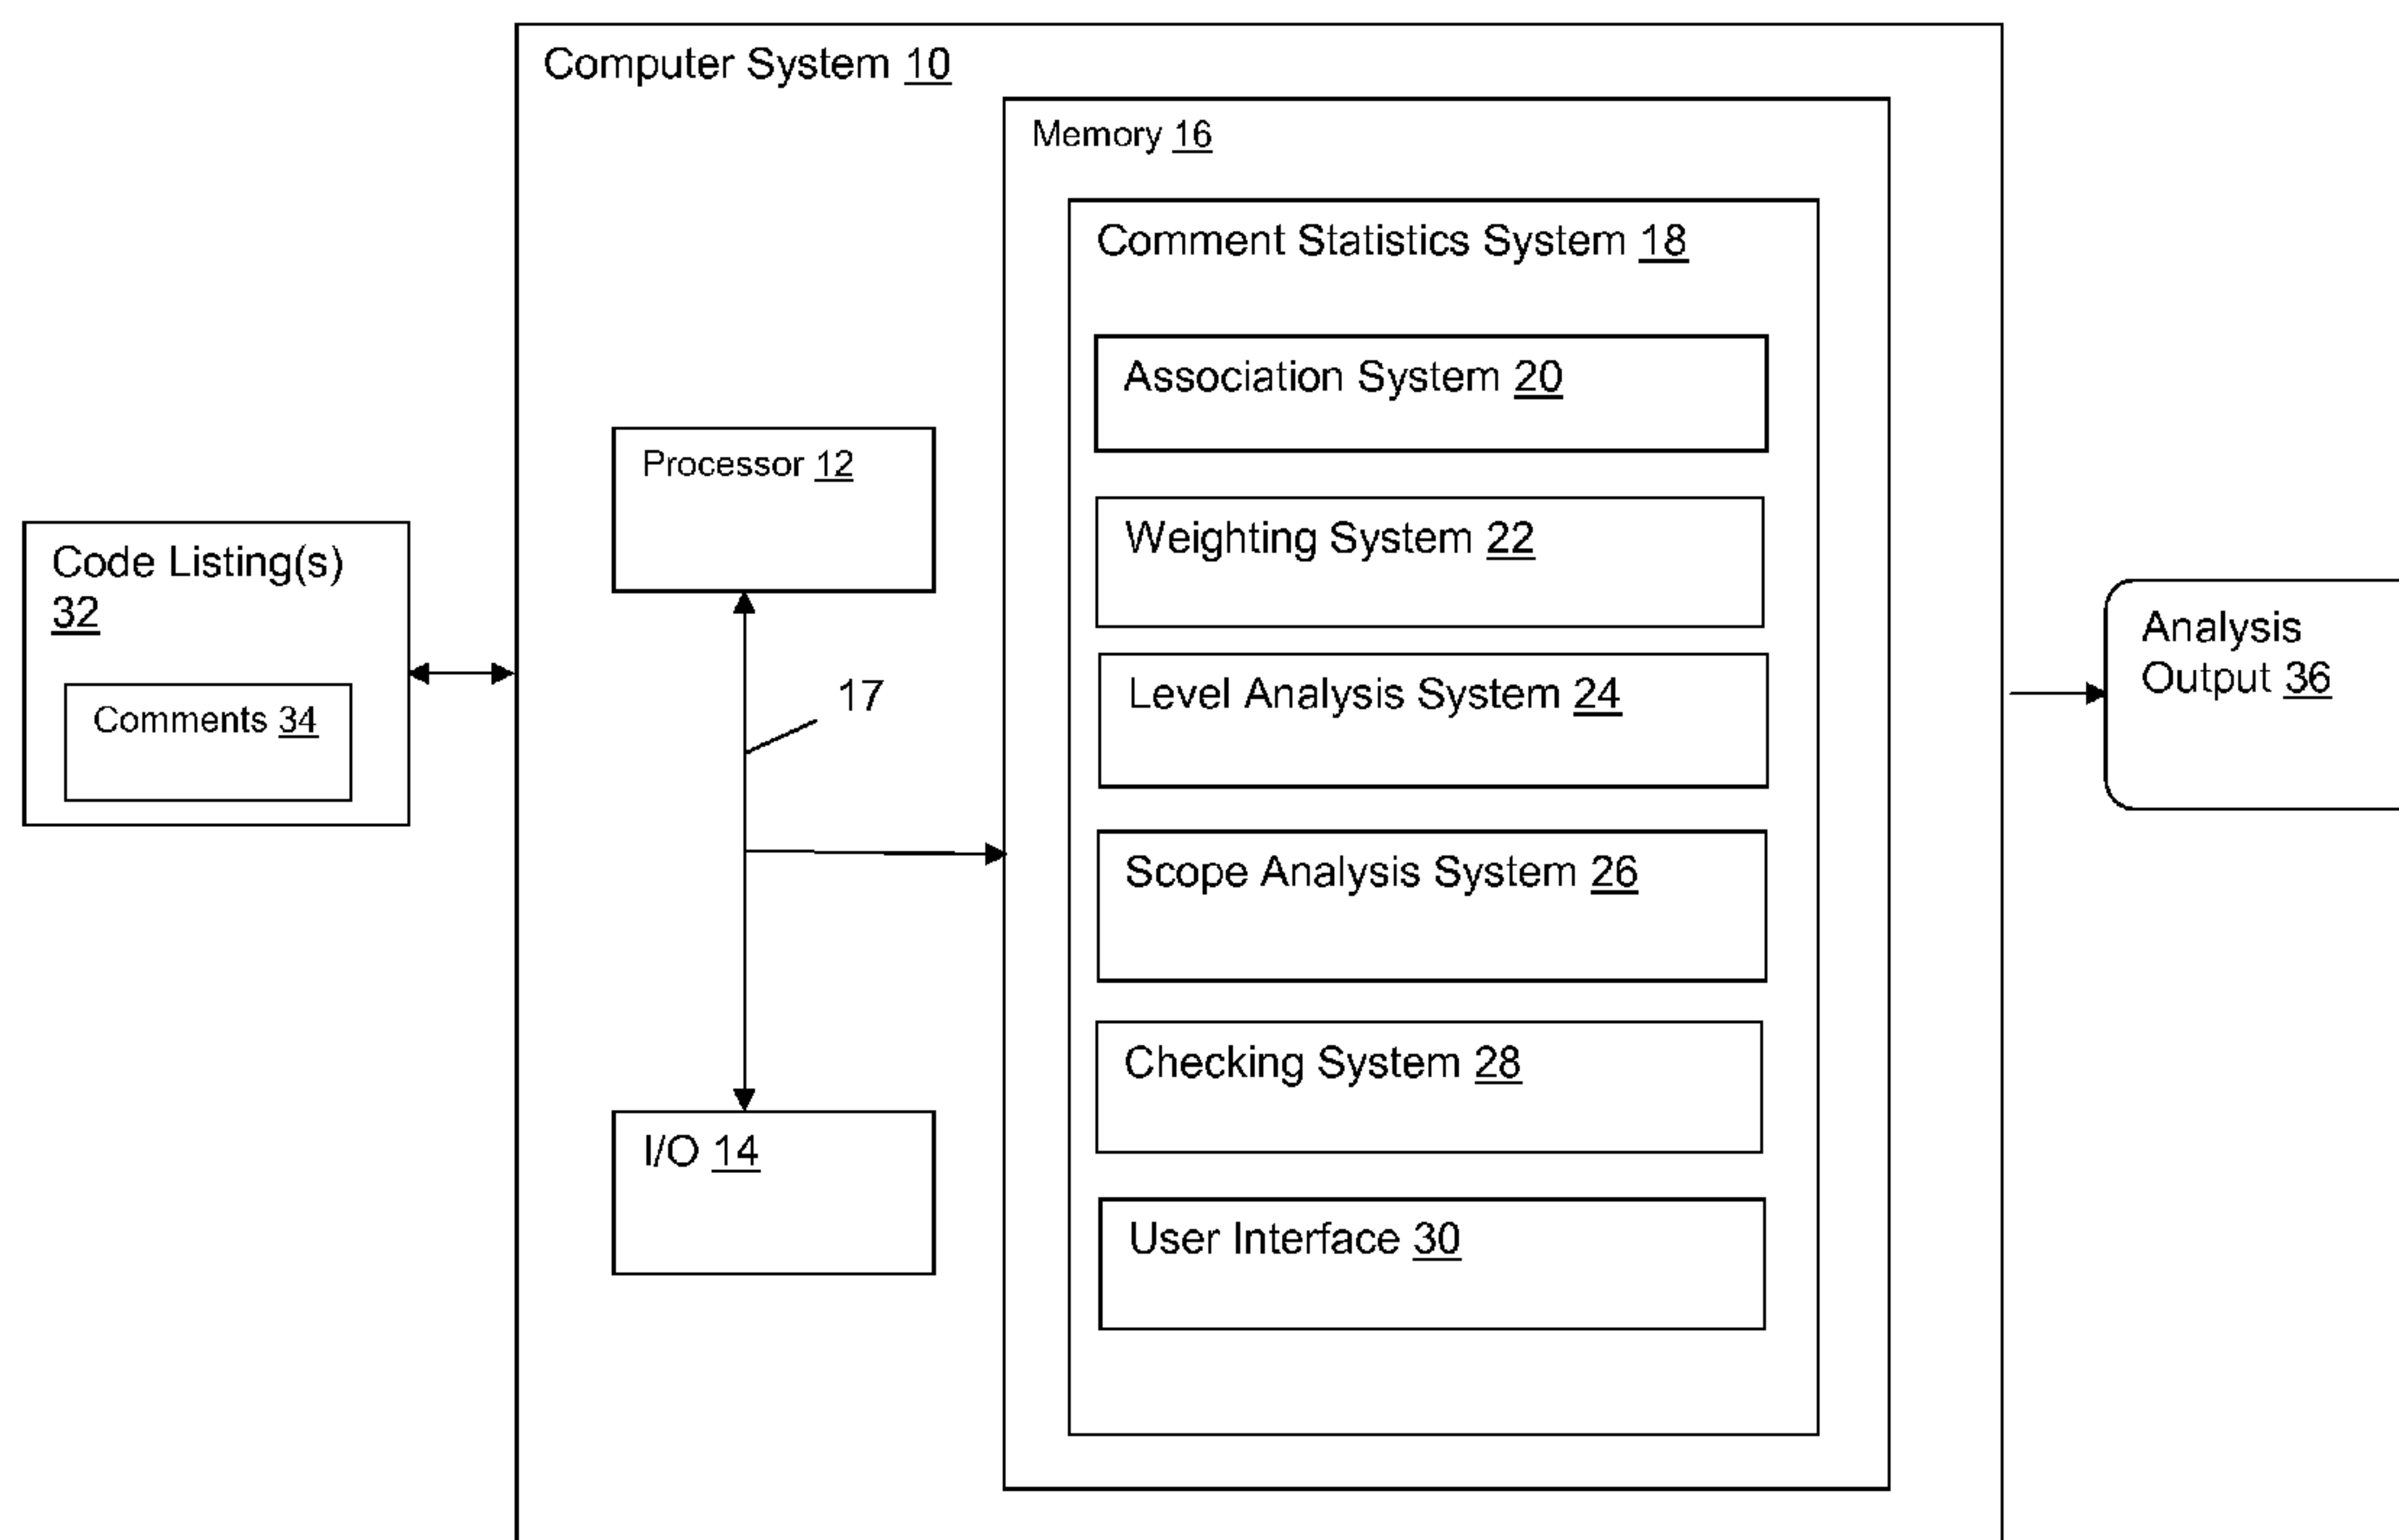 Computer System 10
Memory 16
Comment Statistics System 18
Association System 20
Processor 12
Weighting System 22
Code Listing(s)
32
Comments 34
17
Level Analysis System 24
Analysis
Output 36
Scope Analysis System 26
Checking System 28
I/O 14
User Interface 30